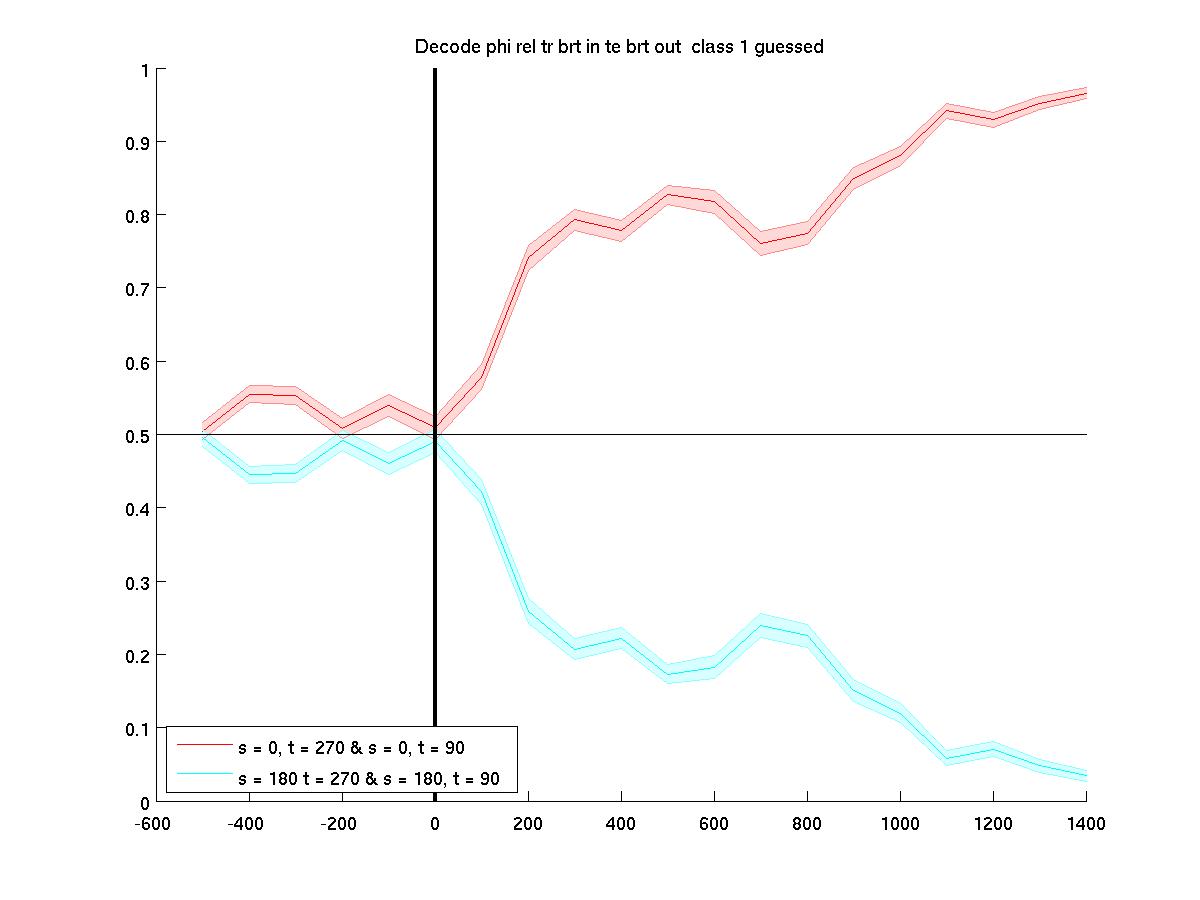 Decode phi rel tr brt in te brt out  class 1 guessed
1
0.9
0.8
0.7
0.6
0.5
0.4
0.3
0.2
0.1
0
s = 0, t = 270 & s = 0, t = 90
s = 180 t = 270 & s = 180, t = 90
-600 -400 -200 0 200 400 600 800 1000 1200 1400